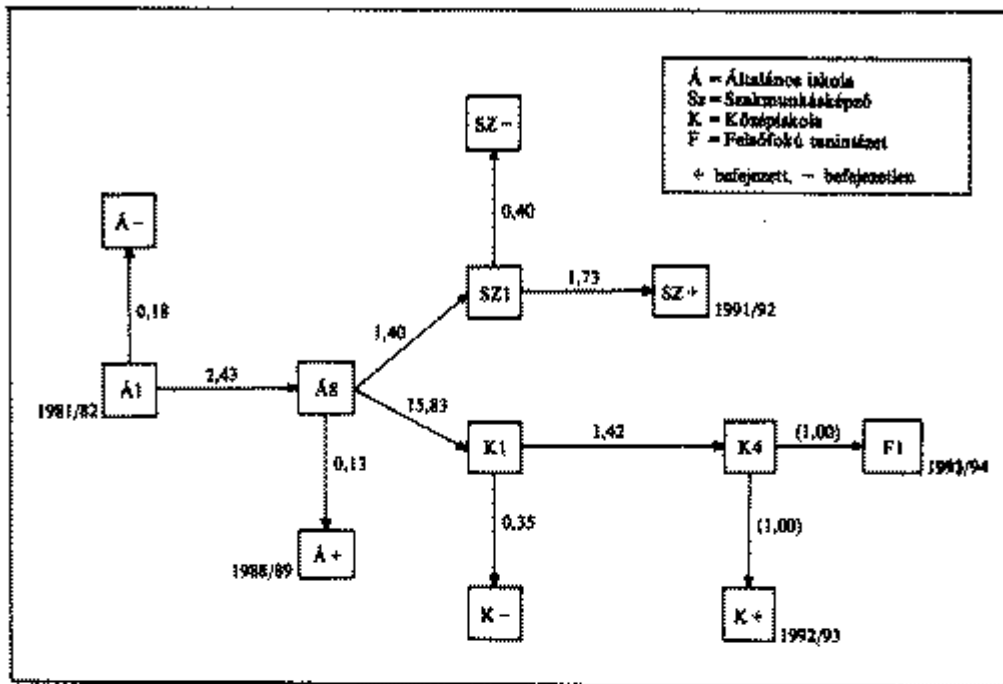 Á = Általános iskola
Sz = Szakmunkásképző
K = Középiskola
F = Felsőfokú tanintézet
+ befejezett, − befejezetlen
SZ −
Á −
0,40
0,18
SZ1
1,73
SZ +
1991/92
1,40
Á1
2,43
Á8
1981/82
15,83
K1
1,42
K4
(1,00)
F1
1993/94
0,13
0,35
(1,00)
Á +
1988/89
K −
K +
1992/93